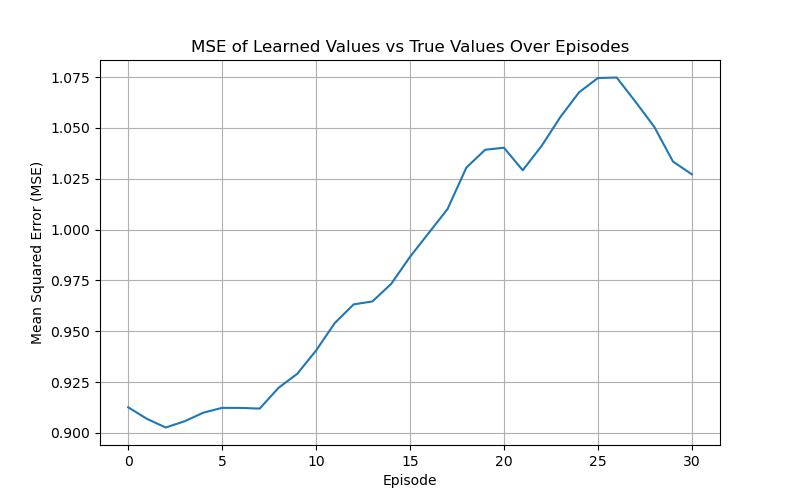 MSE of Learned Values vs True Values Over Episodes
Mean Squared Error (MSE)
1.075
1.050
1.025
1.000
0.975
0.950
0.925
0.900
0 5 10 15 20 25 30
Episode